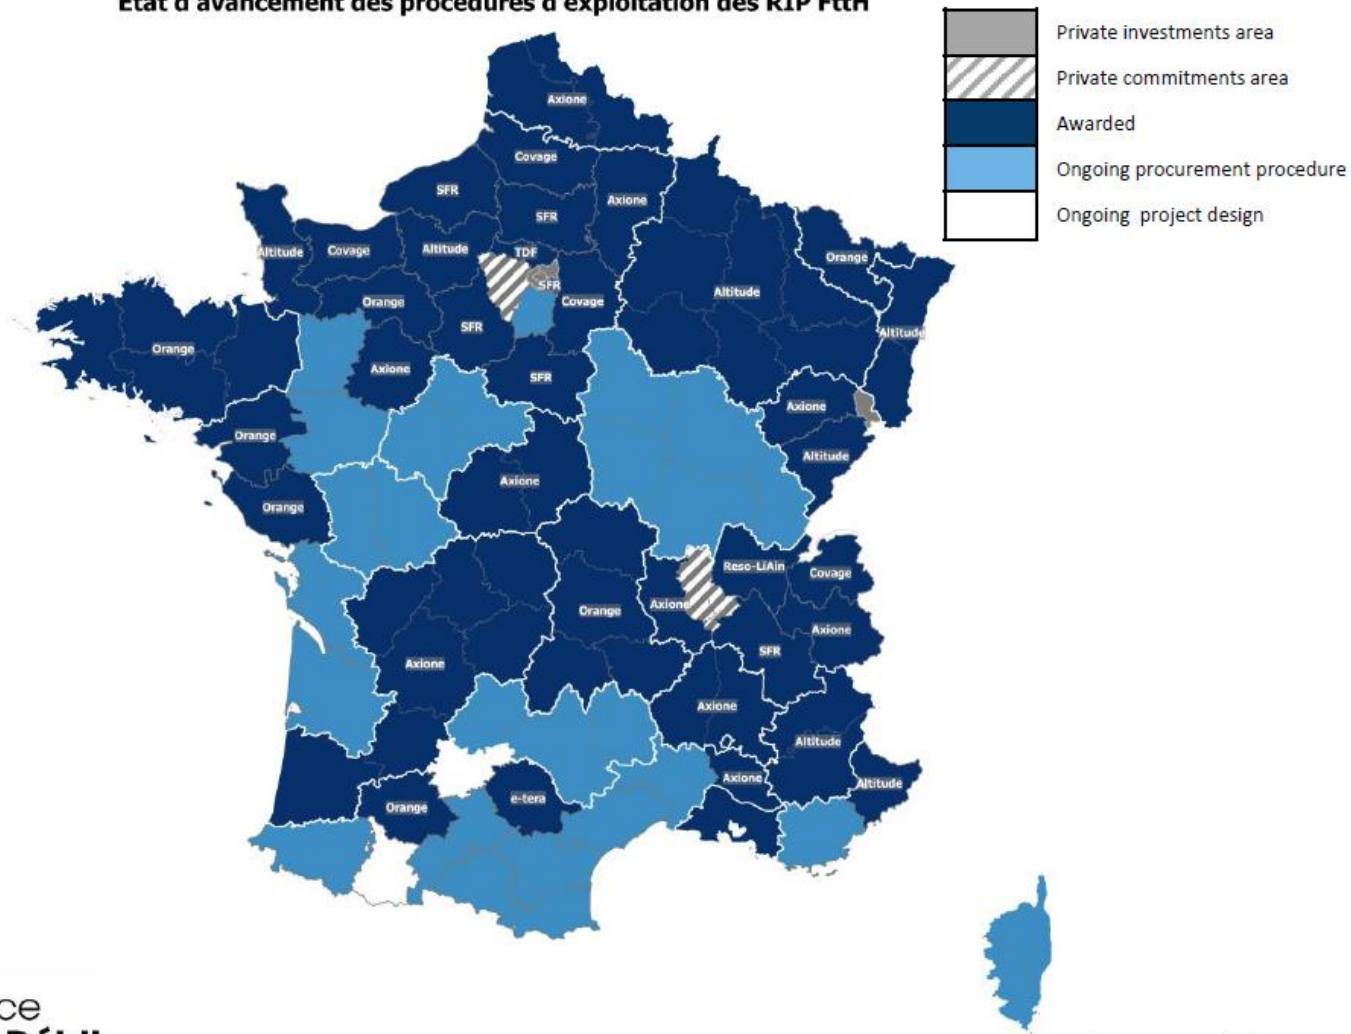 État d'avancement des procédures d'exploitation des RIP FttH
Private investments area
Private commitments area
Awarded
Ongoing procurement procedure
Ongoing project design
Axione
Covage
SFR
Axione
SFR
Altitude
Covage
Altitude
TDF
Orange
SFR
Altitude
Orange
Covage
SFR
Altitude
Orange
Axione
SFR
Axione
Orange
Altitude
Axione
Orange
Reso-LiAin
Covage
Axione
Orange
Axione
SFR
Axione
Axione
Altitude
Axione
Altitude
Orange
e-tera
ce